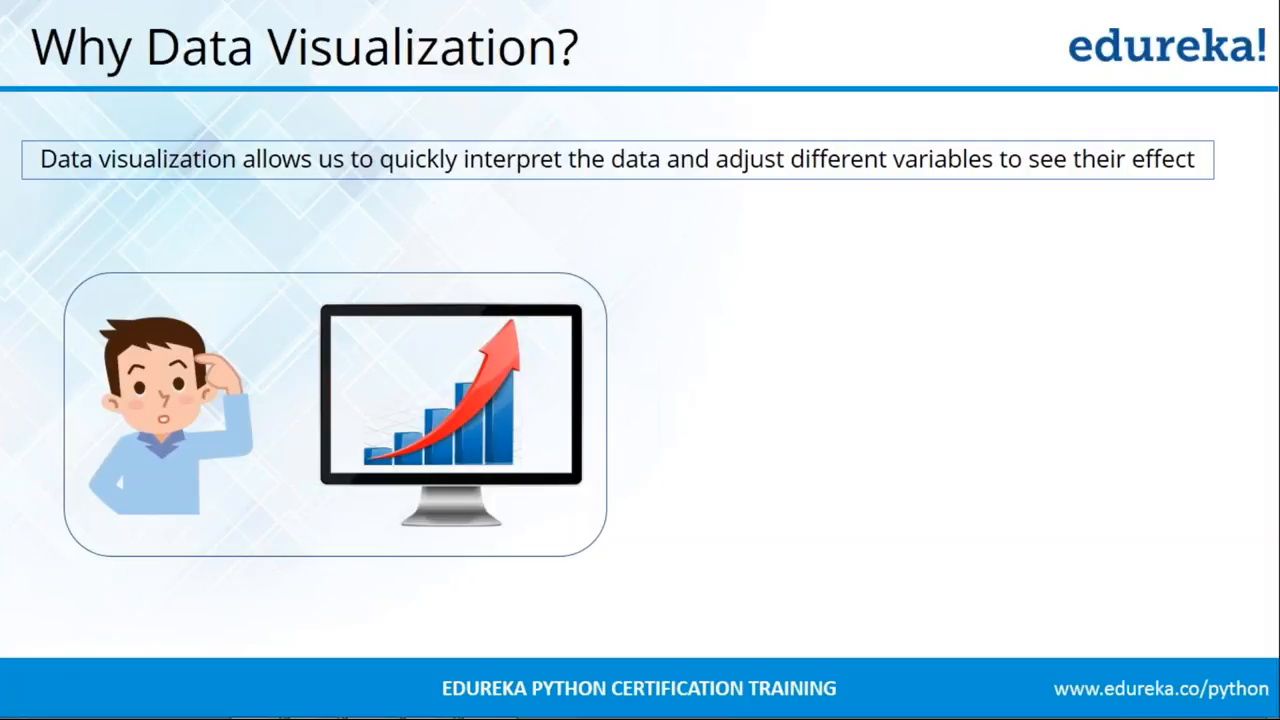 Why Data Visualization?
edureka!
Data visualization allows us to quickly interpret the data and adjust different variables to see their effect
EDUREKA PYTHON CERTIFICATION TRAINING
www.edureka.co/python